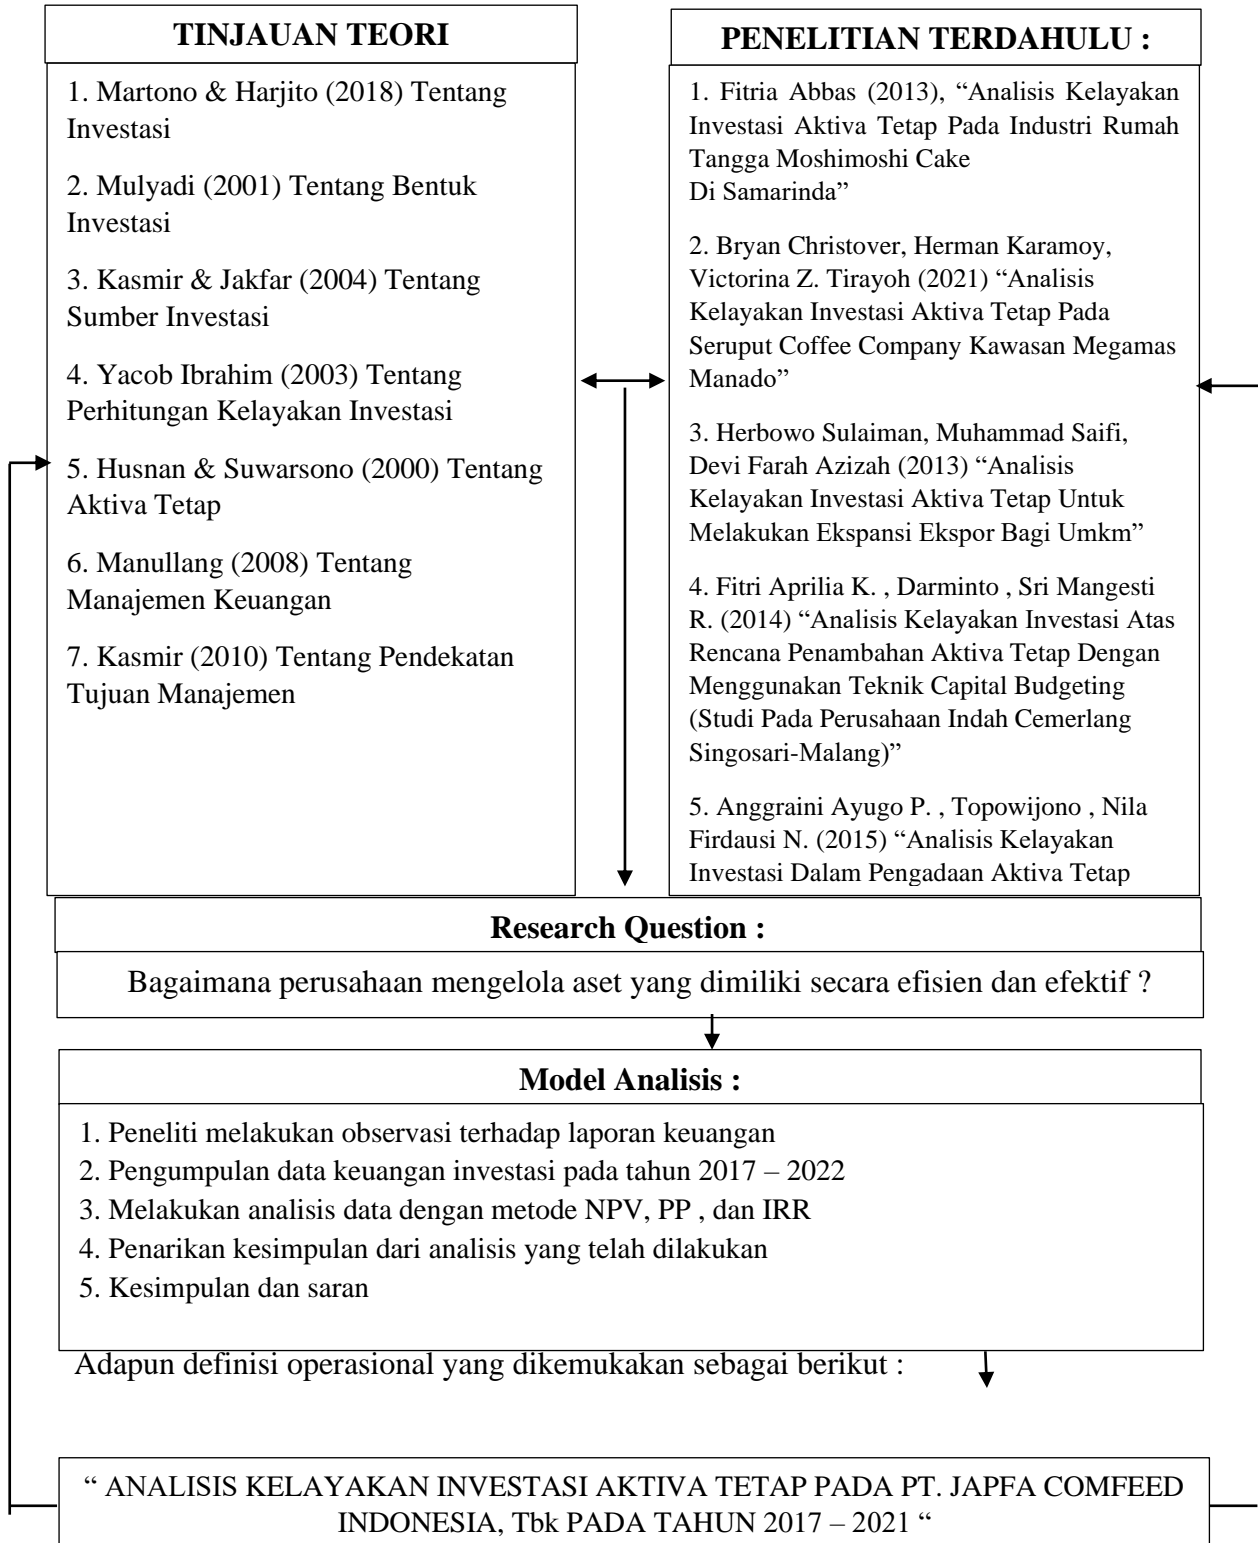 TINJAUAN TEORI
1. Martono & Harjito (2018) Tentang
Investasi
2. Mulyadi (2001) Tentang Bentuk
Investasi
3. Kasmir & Jakfar (2004) Tentang
Sumber Investasi
4. Yacob Ibrahim (2003) Tentang
Perhitungan Kelayakan Investasi
5. Husnan & Suwarsono (2000) Tentang
Aktiva Tetap
6. Manullang (2008) Tentang
Manajemen Keuangan
7. Kasmir (2010) Tentang Pendekatan
Tujuan Manajemen
PENELITIAN TERDAHULU :
1. Fitria Abbas (2013), “Analisis Kelayakan
Investasi Aktiva Tetap Pada Industri Rumah
Tangga Moshimoshi Cake
Di Samarinda”
2. Bryan Christover, Herman Karamoy,
Victorina Z. Tirayoh (2021) “Analisis
Kelayakan Investasi Aktiva Tetap Pada
Seruput Coffee Company Kawasan Megamas
Manado”
3. Herbowo Sulaiman, Muhammad Saifi,
Devi Farah Azizah (2013) “Analisis
Kelayakan Investasi Aktiva Tetap Untuk
Melakukan Ekspansi Ekspor Bagi Umkm”
4. Fitri Aprilia K. , Darminto , Sri Mangesti
R. (2014) “Analisis Kelayakan Investasi Atas
Rencana Penambahan Aktiva Tetap Dengan
Menggunakan Teknik Capital Budgeting
(Studi Pada Perusahaan Indah Cemerlang
Singosari-Malang)”
5. Anggraini Ayugo P. , Topowijono , Nila
Firdausi N. (2015) “Analisis Kelayakan
Investasi Dalam Pengadaan Aktiva Tetap
Research Question :
Bagaimana perusahaan mengelola aset yang dimiliki secara efisien dan efektif ?
Model Analisis :
1. Peneliti melakukan observasi terhadap laporan keuangan
2. Pengumpulan data keuangan investasi pada tahun 2017 – 2022
3. Melakukan analisis data dengan metode NPV, PP , dan IRR
4. Penarikan kesimpulan dari analisis yang telah dilakukan
5. Kesimpulan dan saran
Adapun definisi operasional yang dikemukakan sebagai berikut :
“ ANALISIS KELAYAKAN INVESTASI AKTIVA TETAP PADA PT. JAPFA COMFEED
INDONESIA, Tbk PADA TAHUN 2017 – 2021 “